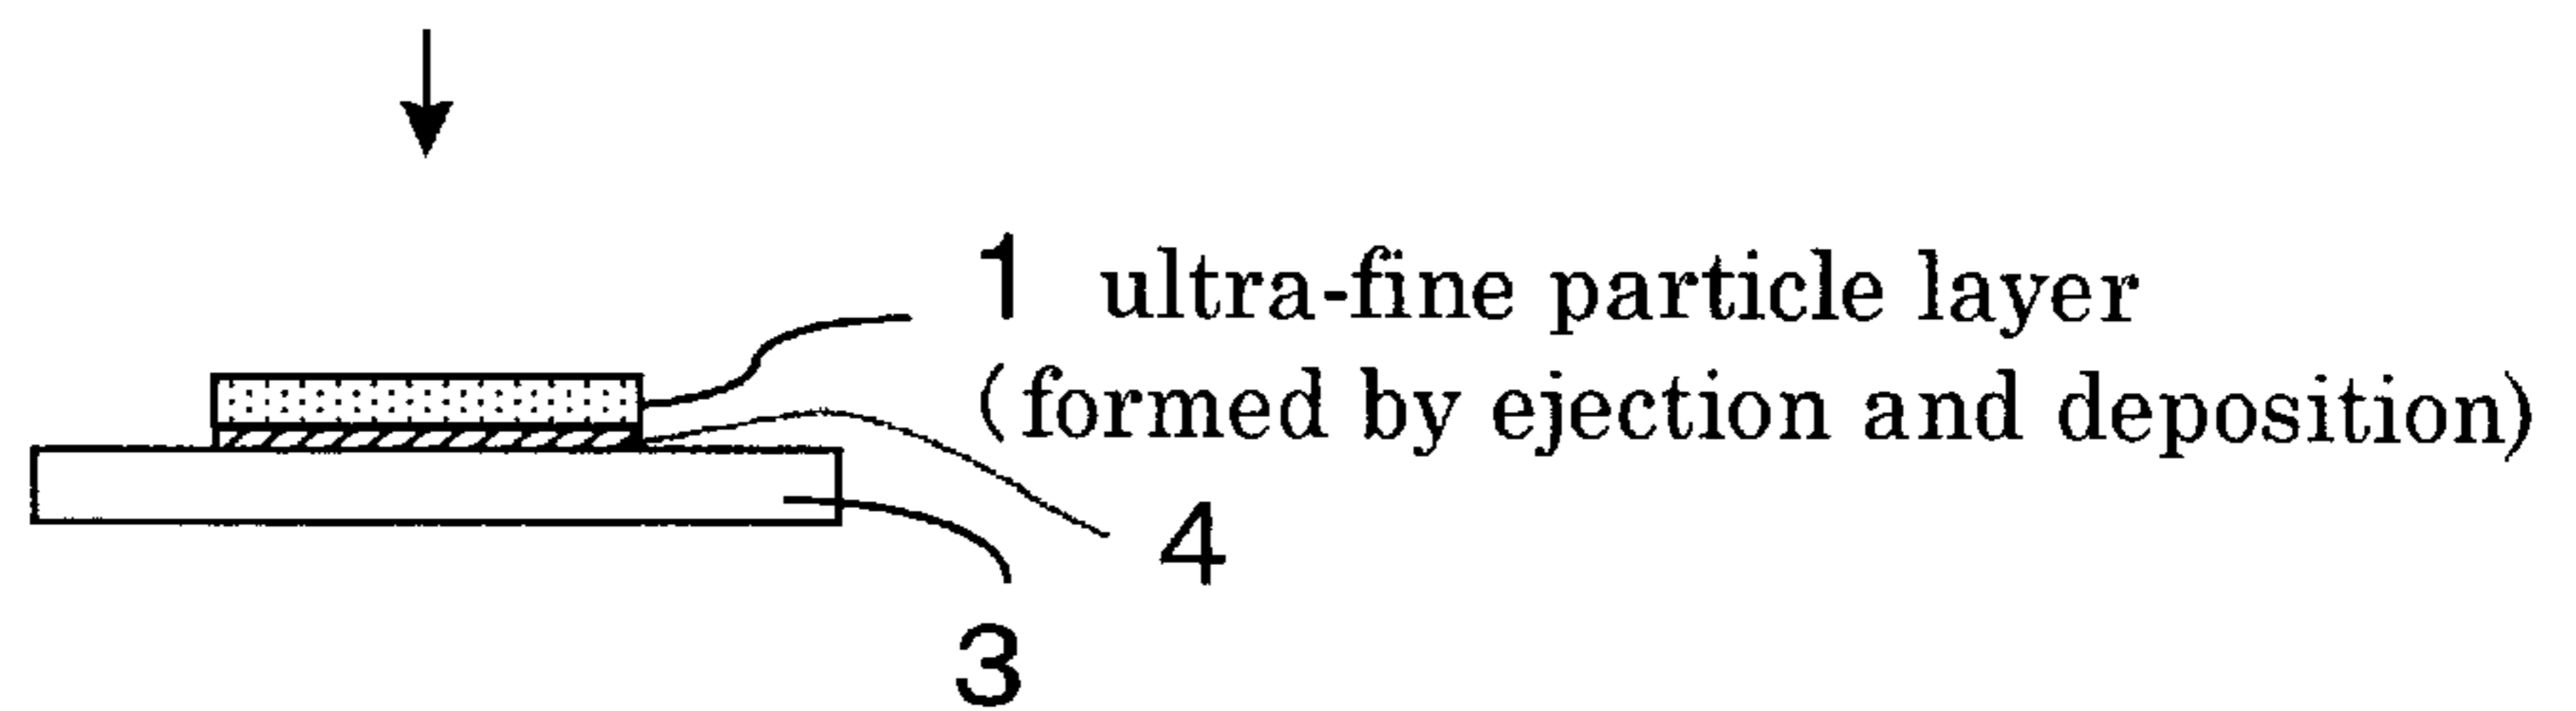 1 ultra-fine particle layer
(formed by ejection and deposition)
4
3